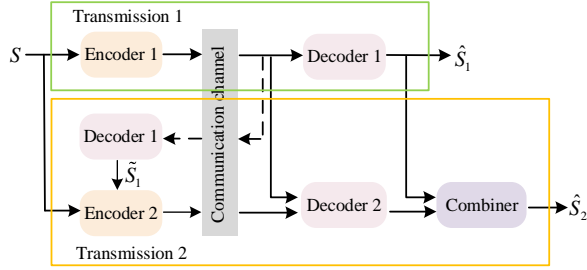 Transmission 1
S
Encoder 1
Communication channel
Decoder 1
Ŝ₁
Decoder 1
S̃₁
Encoder 2
Decoder 2
Combiner
Ŝ₂
Transmission 2